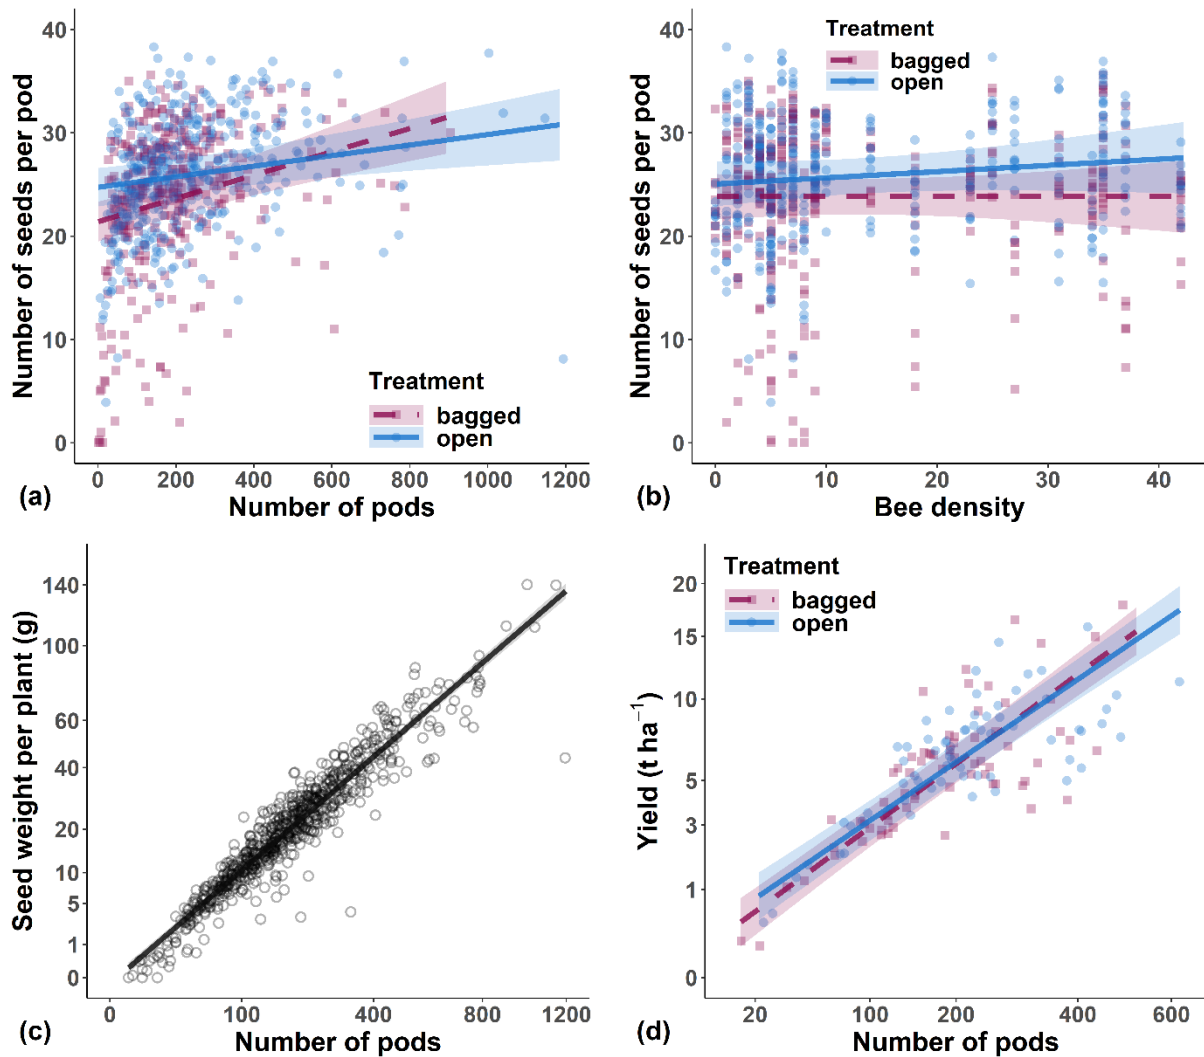 40
30
20
10
0
Number of seeds per pod
Treatment
bagged
open
0 200 400 600 800 1000 1200
(a) Number of pods
40
30
20
10
0
Number of seeds per pod
Treatment
bagged
open
0 10 20 30 40
(b) Bee density
140
100
60
40
20
10
5
1
0
Seed weight per plant (g)
0 100 400 800 1200
(c) Number of pods
20
15
10
5
3
1
0
Yield (t ha⁻¹)
Treatment
bagged
open
20 100 200 400 600
(d) Number of pods